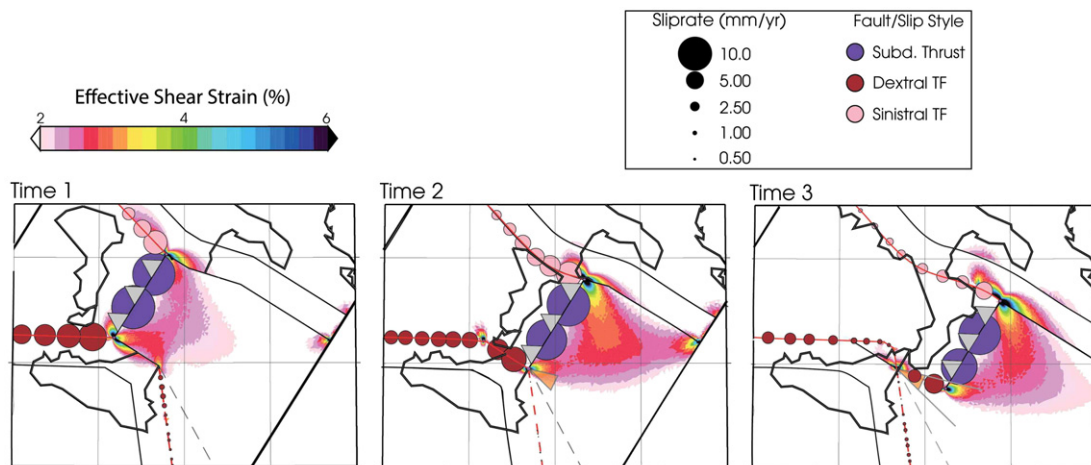 Sliprate (mm/yr)
10.0
5.00
2.50
1.00
0.50
Fault/Slip Style
Subd. Thrust
Dextral TF
Sinistral TF
Effective Shear Strain (%)
2 4 6
Time 1
Time 2
Time 3